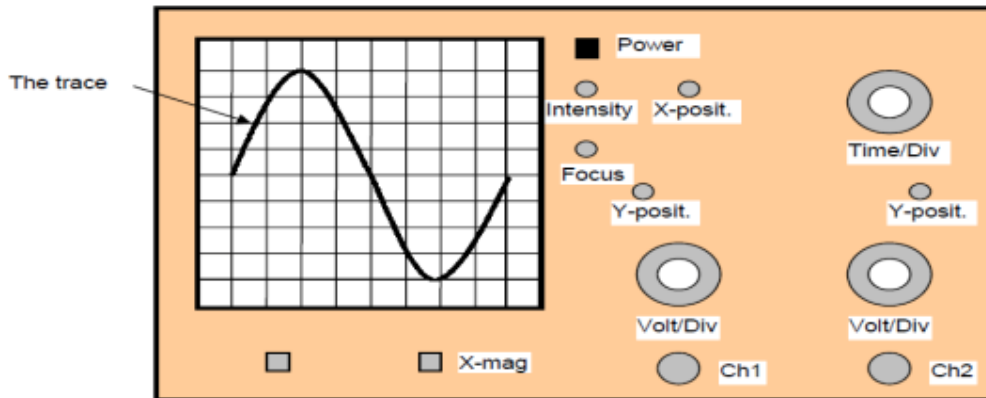 The trace
Power
Intensity
X-posit.
Time/Div
Focus
Y-posit.
Y-posit.
Volt/Div
Volt/Div
X-mag
Ch1
Ch2